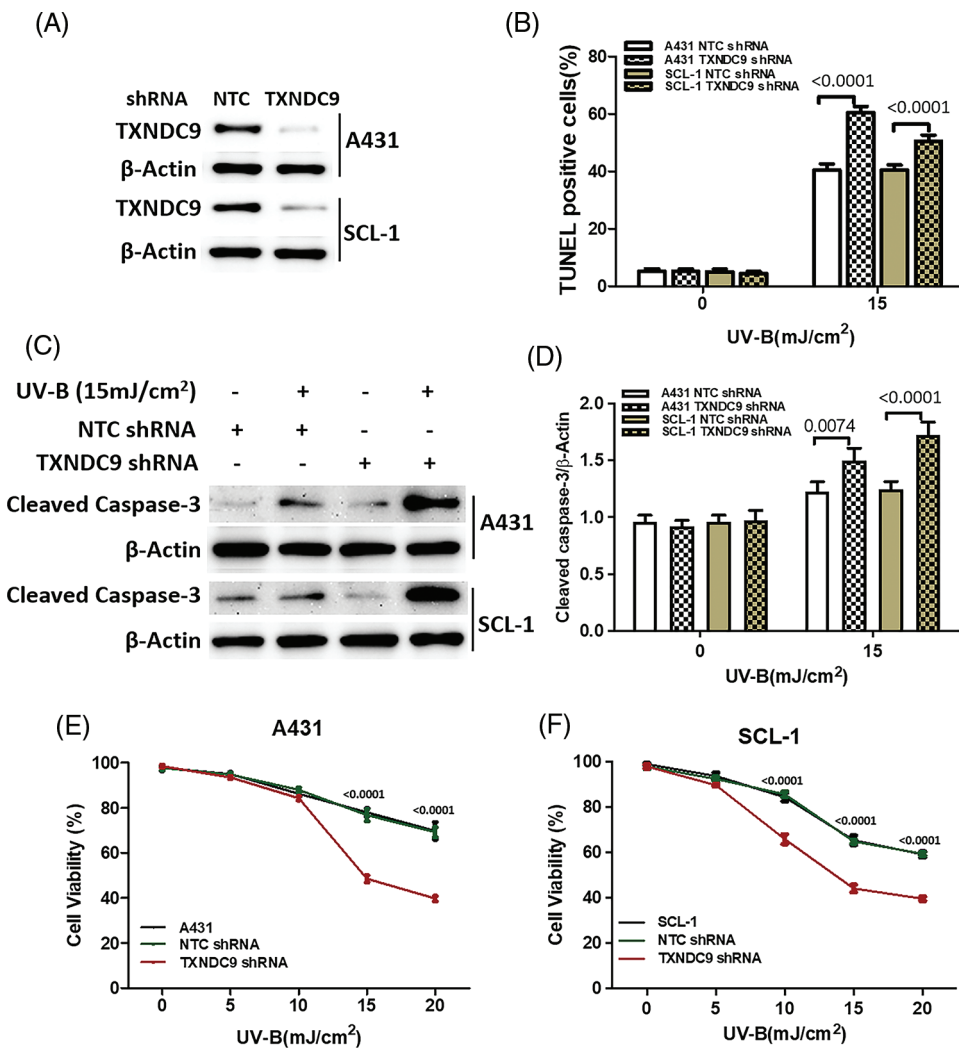 (A)
shRNA NTC TXNDC9
TXNDC9
β-Actin
A431
TXNDC9
β-Actin
SCL-1
(B)
A431 NTC shRNA
A431 TXNDC9 shRNA
SCL-1 NTC shRNA
SCL-1 TXNDC9 shRNA
TUNEL positive cells(%)
80
60
40
20
0
<0.0001
<0.0001
0 15
UV-B(mJ/cm²)
(C)
UV-B (15mJ/cm²) - + - +
NTC shRNA + + - -
TXNDC9 shRNA - - + +
Cleaved Caspase-3
β-Actin
A431
Cleaved Caspase-3
β-Actin
SCL-1
(D)
A431 NTC shRNA
A431 TXNDC9 shRNA
SCL-1 NTC shRNA
SCL-1 TXNDC9 shRNA
Cleaved caspase-3/β-Actin
2.0
1.5
1.0
0.5
0.0
0.0074
<0.0001
0 15
UV-B(mJ/cm²)
(E)
A431
Cell Viability (%)
100
80
60
40
20
0
<0.0001
<0.0001
A431
NTC shRNA
TXNDC9 shRNA
0 5 10 15 20
UV-B(mJ/cm²)
(F)
SCL-1
Cell Viability (%)
100
80
60
40
20
0
<0.0001
<0.0001
<0.0001
SCL-1
NTC shRNA
TXNDC9 shRNA
0 5 10 15 20
UV-B(mJ/cm²)